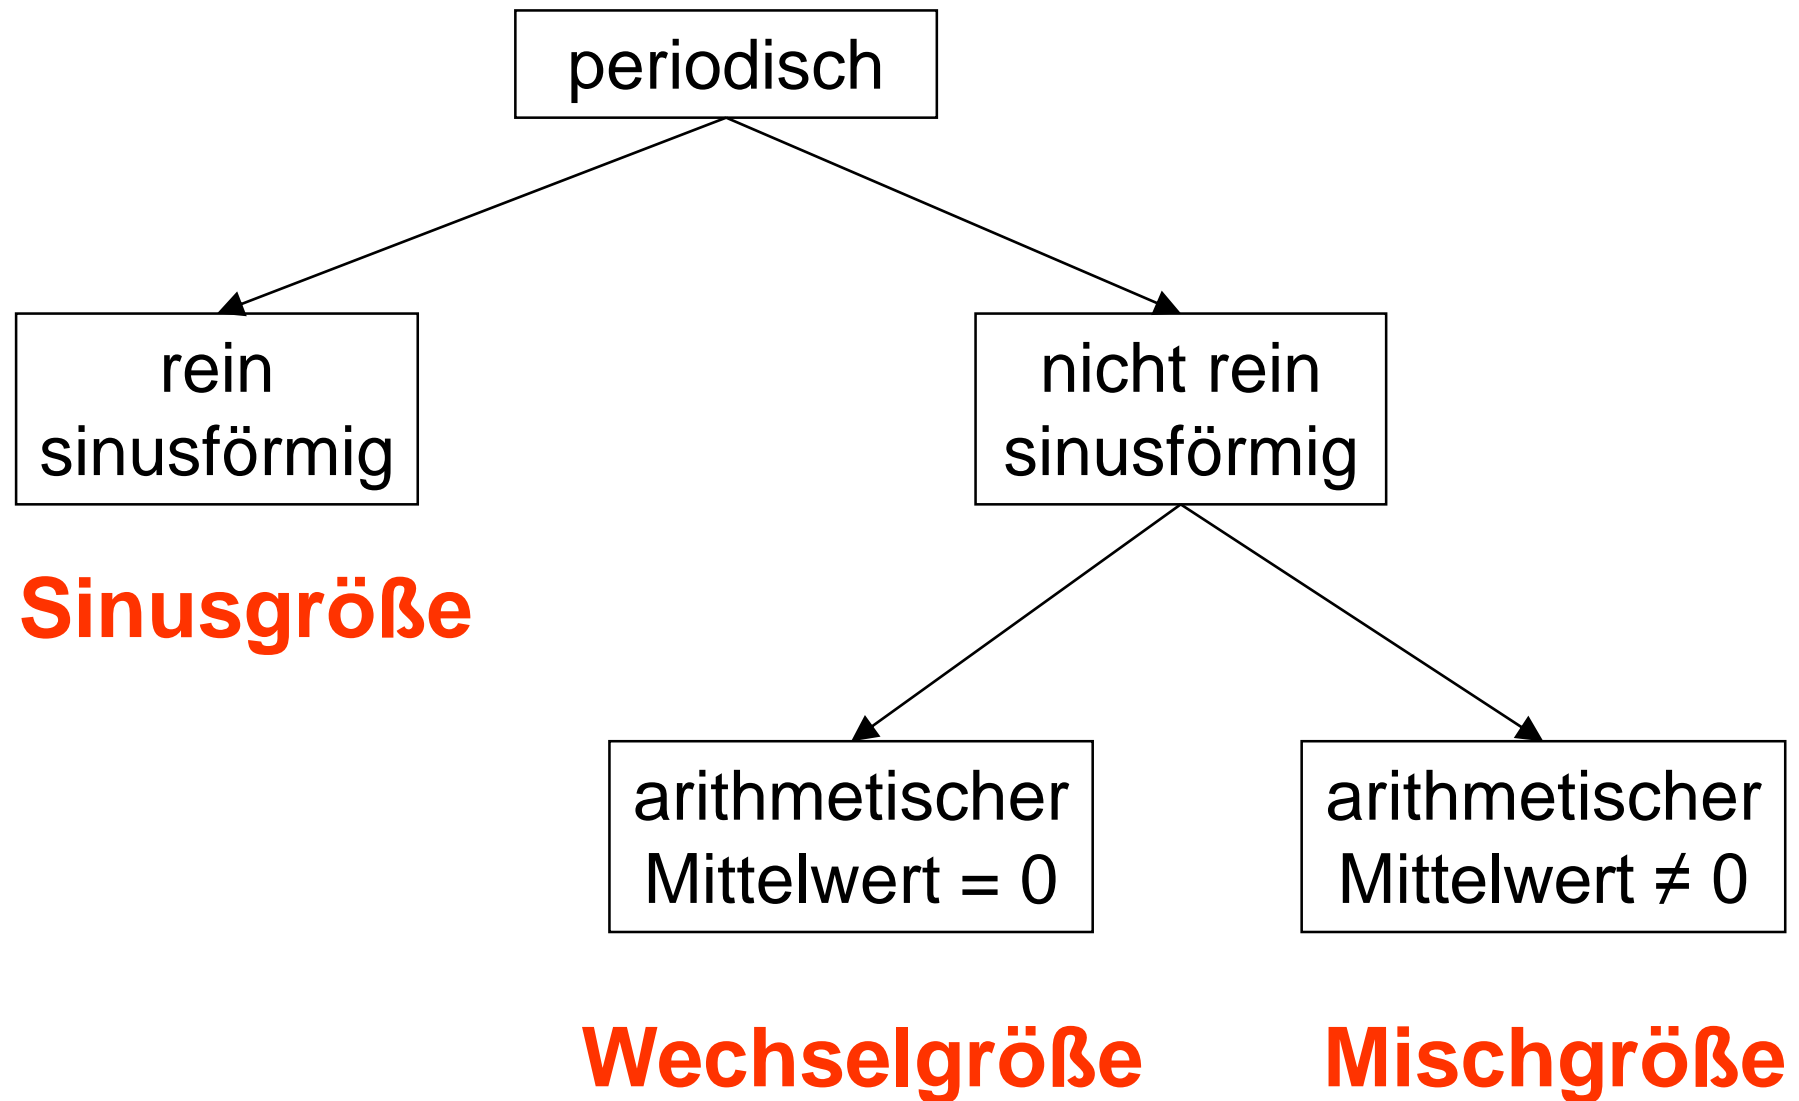 periodisch
rein
sinusförmig
nicht rein
sinusförmig
Sinusgröße
arithmetischer
Mittelwert = 0
arithmetischer
Mittelwert ≠ 0
Wechselgröße
Mischgröße